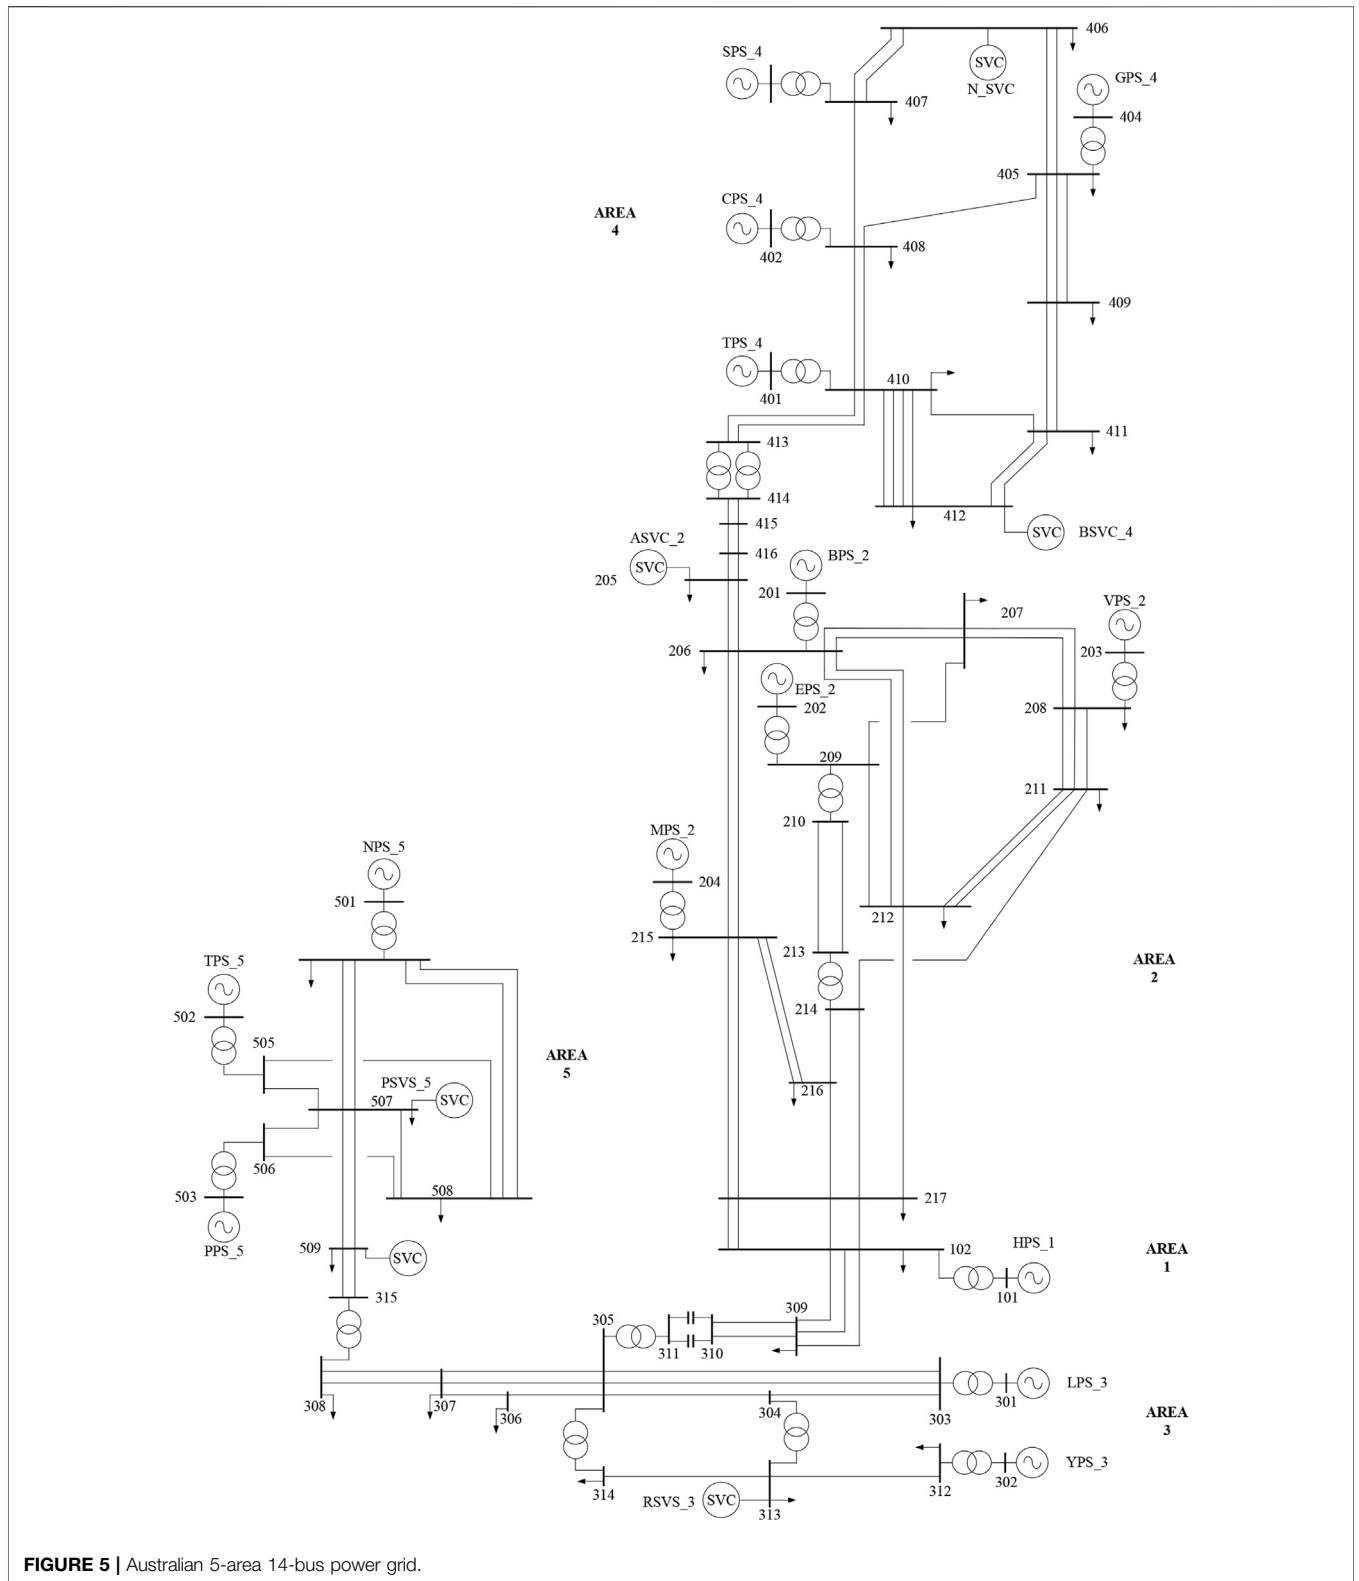 406
SPS_4
SVC
N_SVC
GPS_4
407
404
405
CPS_4
AREA
4
408
402
409
TPS_4
410
401
411
413
414
412
415
SVC
BSVC_4
ASVC_2
416
BPS_2
SVC
205
201
VPS_2
207
206
203
EPS_2
202
208
209
211
210
MPS_2
NPS_5
204
501
212
215
213
AREA
2
TPS_5
214
502
505
AREA
5
PSVS_5
507
SVC
216
506
508
503
217
PPS_5
509
SVC
102
HPS_1
AREA
1
101
315
309
305
311
310
LPS_3
301
308
307
306
304
303
AREA
3
YPS_3
302
314
312
RSVS_3
SVC
313
FIGURE 5 | Australian 5-area 14-bus power grid.